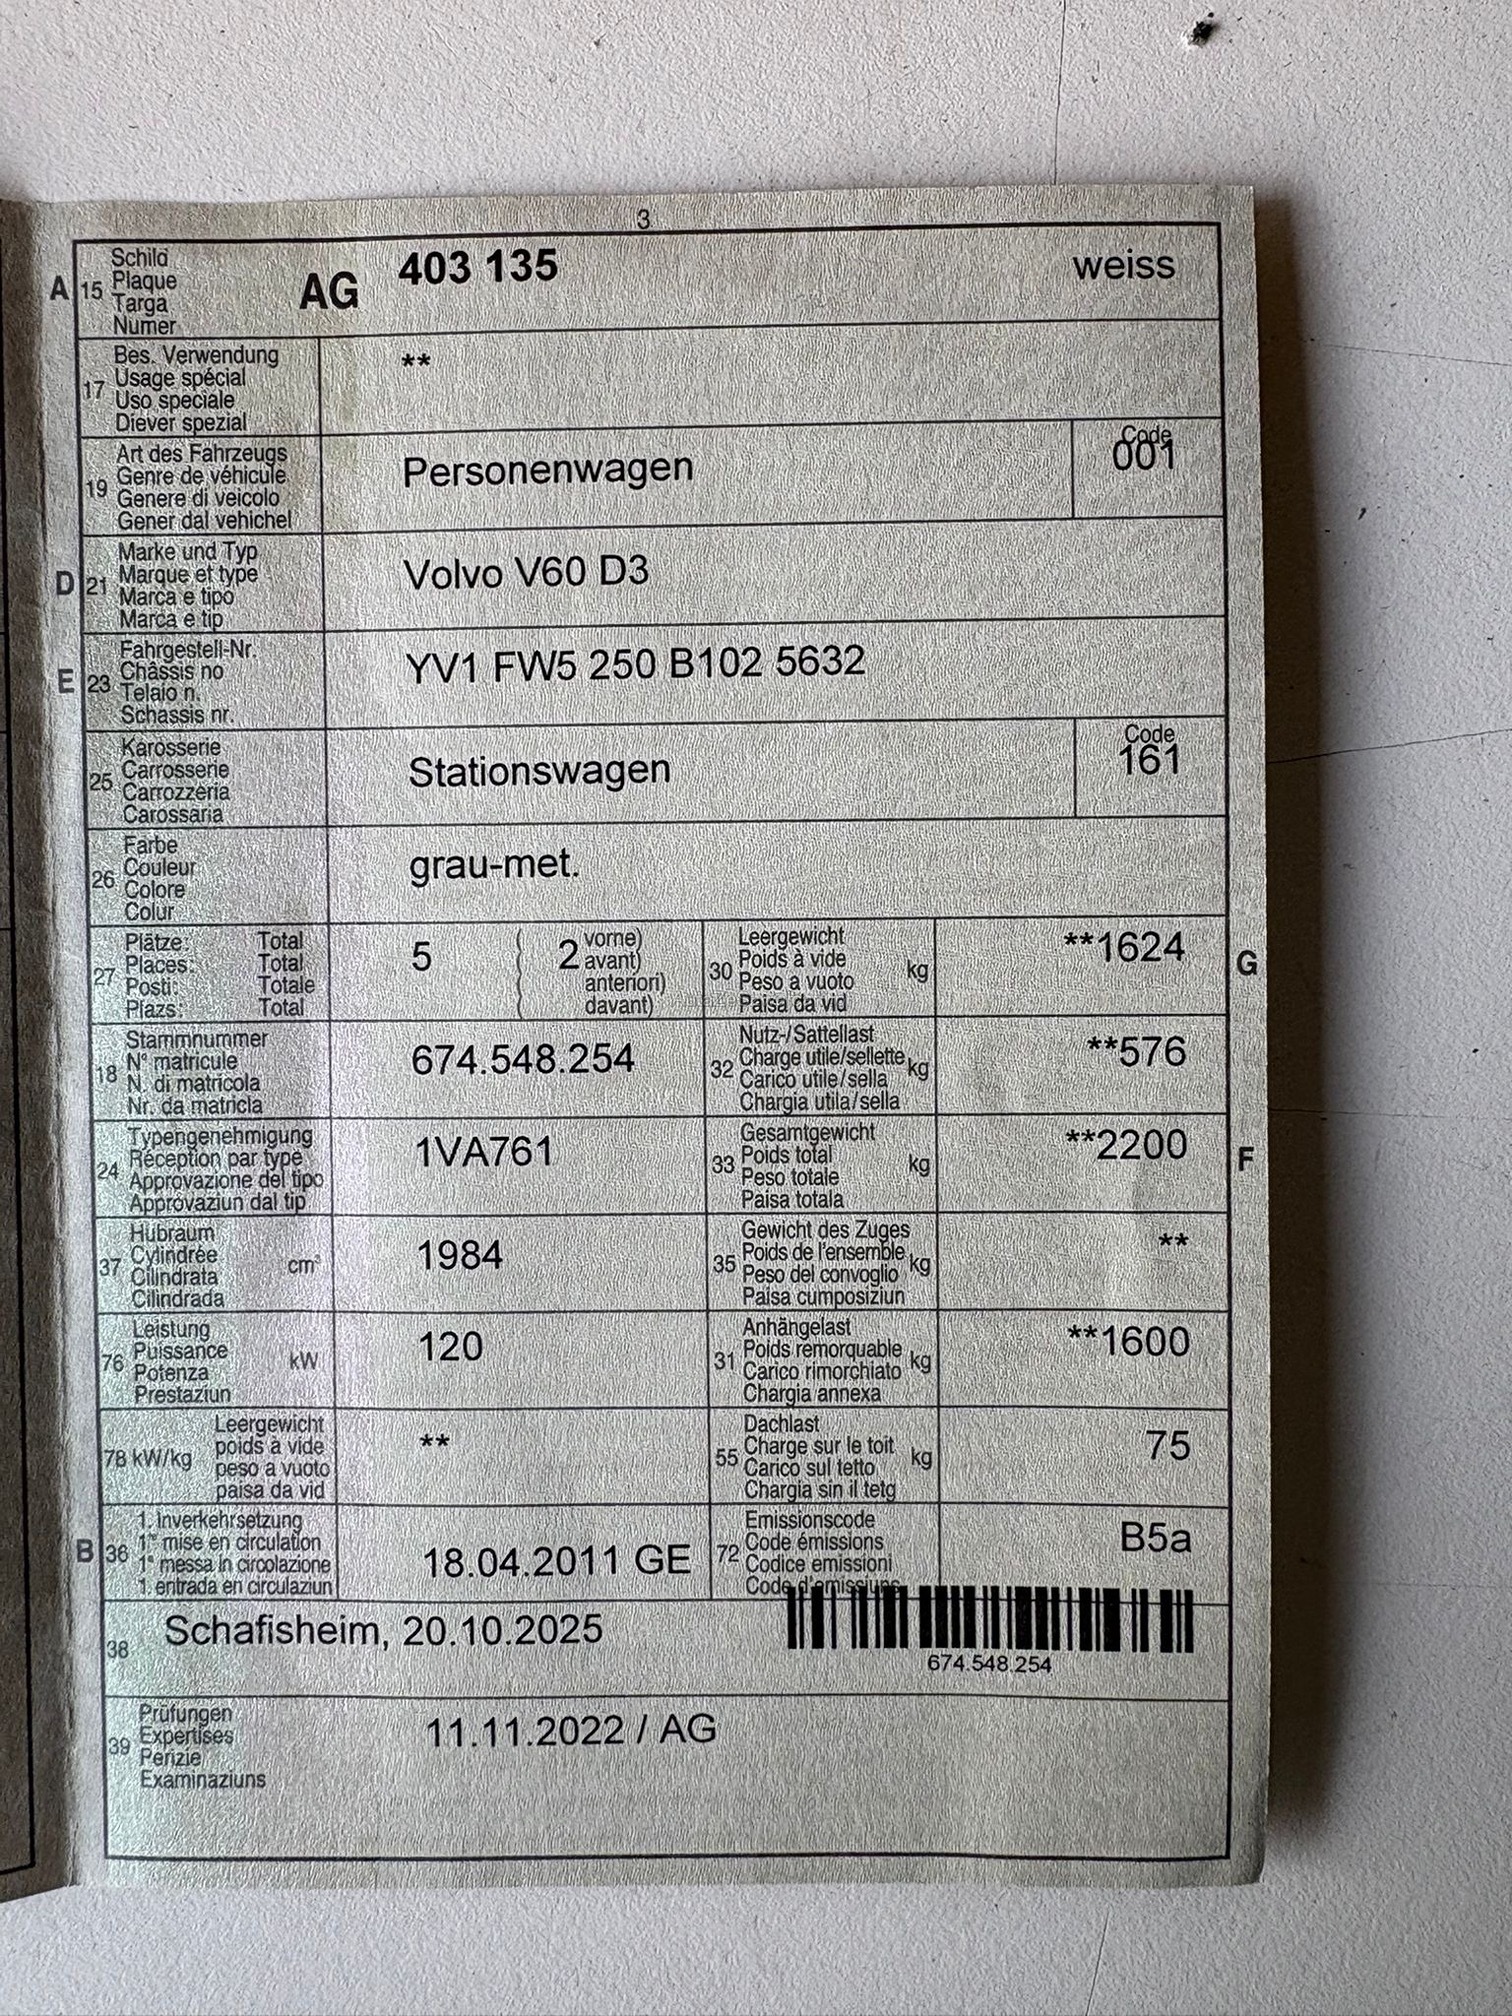 3
A 15 Schild Plaque Targa Numer AG 403 135 weiss
17 Bes. Verwendung **
Usage spécial
Uso speciale
Diever spezial
19 Art des Fahrzeugs Personenwagen Code 001
Genre de véhicule
Genere di veicolo
Gener dal vehichel
D 21 Marke und Typ Volvo V60 D3
Marque et type
Marca e tipo
Marca e tip
E 23 Fahrgestell-Nr. YV1 FW5 250 B102 5632
Châssis no
Telaio n.
Schassis nr.
25 Karosserie Stationswagen Code 161
Carrosserie
Carrozzeria
Carossaria
26 Farbe grau-met.
Couleur
Colore
Colur
27 Plätze: Total 5 ( 2 vorne)
Places: Total ( avant)
Posti: Totale ( anteriori)
Plazs: Total ( davant)
30 Leergewicht kg **1624 G
Poids à vide
Peso a vuoto
Paisa da vid
18 Stammnummer 674.548.254
N° matricule
N. di matricola
Nr. da matricla
32 Nutz-/Sattellast kg **576
Charge utile/sellette
Carico utile/sella
Chargia utila/sella
24 Typengenehmigung 1VA761
Réception par type
Approvazione del tipo
Approvaziun dal tip
33 Gesamtgewicht kg **2200 F
Poids total
Peso totale
Paisa totala
37 Hubraum cm³ 1984
Cylindrée
Cilindrata
Cilindrada
35 Gewicht des Zuges kg **
Poids de l'ensemble
Peso del convoglio
Paisa cumposiziun
76 Leistung kW 120
Puissance
Potenza
Prestaziun
31 Anhängelast kg **1600
Poids remorquable
Carico rimorchiato
Chargia annexa
78 kW/kg Leergewicht **
poids à vide
peso a vuoto
paisa da vid
55 Dachlast kg 75
Charge sur le toit
Carico sul tetto
Chargia sin il tetg
B 36 1. Inverkehrsetzung 18.04.2011 GE
1re mise en circulation
1a messa in circolazione
1. entrada en circulaziun
72 Emissionscode B5a
Code émissions
Codice emissioni
Code d'emissiuns
38 Schafisheim, 20.10.2025
674.548.254
39 Prüfungen 11.11.2022 / AG
Expertises
Perizie
Examinaziuns